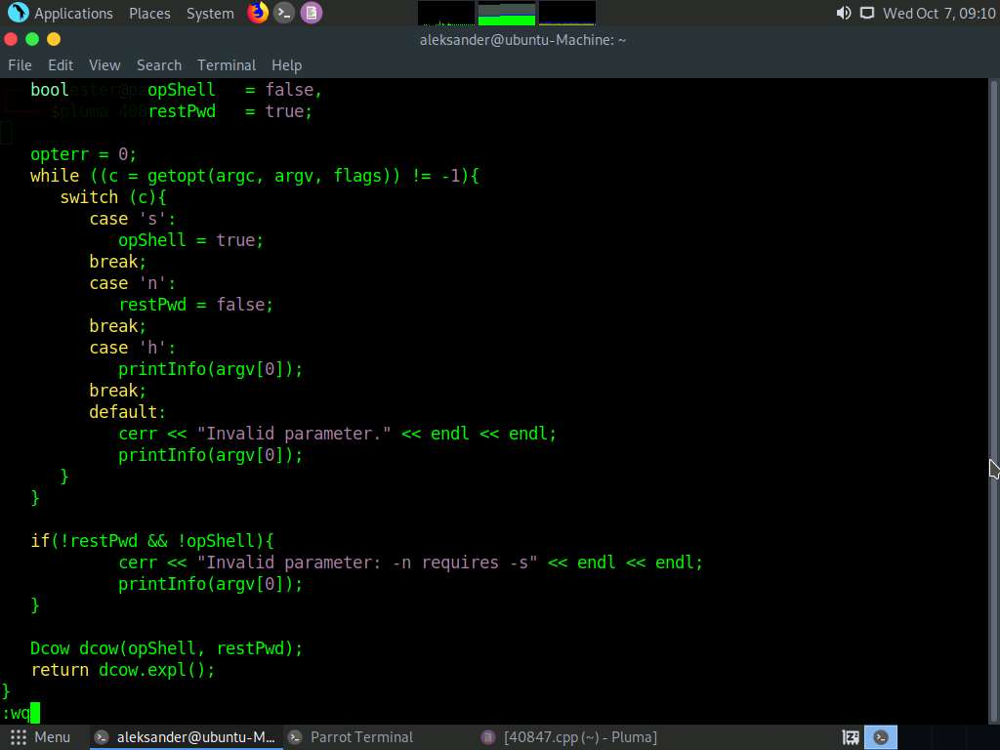 Applications Places System Wed Oct 7, 09:10
aleksander@ubuntu-Machine: ~
File Edit View Search Terminal Help
bool opShell = false,
$pluma 408 restPwd = true;
opterr = 0;
while ((c = getopt(argc, argv, flags)) != -1){
switch (c){
case 's':
opShell = true;
break;
case 'n':
restPwd = false;
break;
case 'h':
printInfo(argv[0]);
break;
default:
cerr << "Invalid parameter." << endl << endl;
printInfo(argv[0]);
}
}
if(!restPwd && !opShell){
cerr << "Invalid parameter: -n requires -s" << endl << endl;
printInfo(argv[0]);
}
Dcow dcow(opShell, restPwd);
return dcow.expl();
}
:wq
Menu aleksander@ubuntu-M... Parrot Terminal [40847.cpp (~) - Pluma]